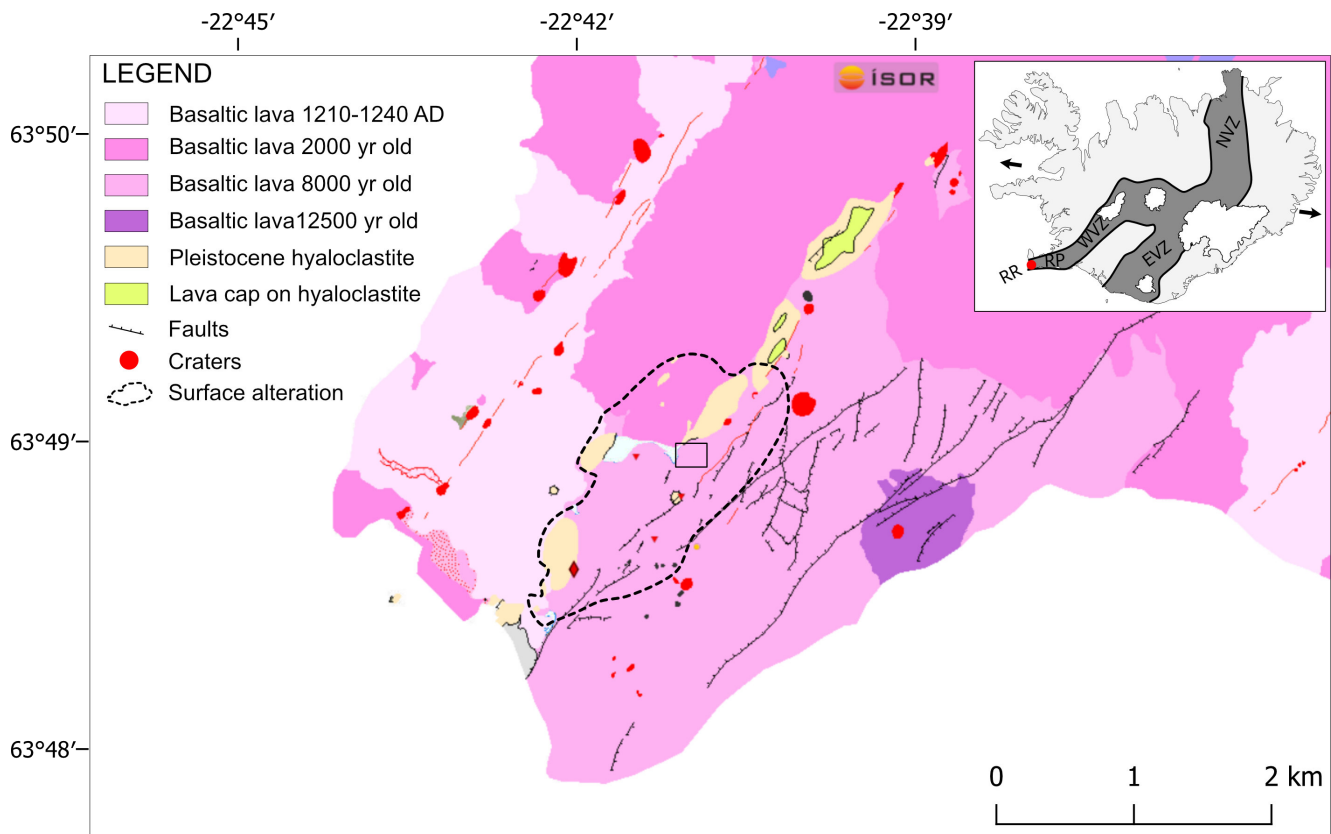 -22°45′ -22°42′ -22°39′
LEGEND
Basaltic lava 1210-1240 AD
Basaltic lava 2000 yr old
Basaltic lava 8000 yr old
Basaltic lava12500 yr old
Pleistocene hyaloclastite
Lava cap on hyaloclastite
Faults
Craters
Surface alteration
63°50′
63°49′
63°48′
ÍSOR
NVZ
WVZ
EVZ
RP
RR
0 1 2 km